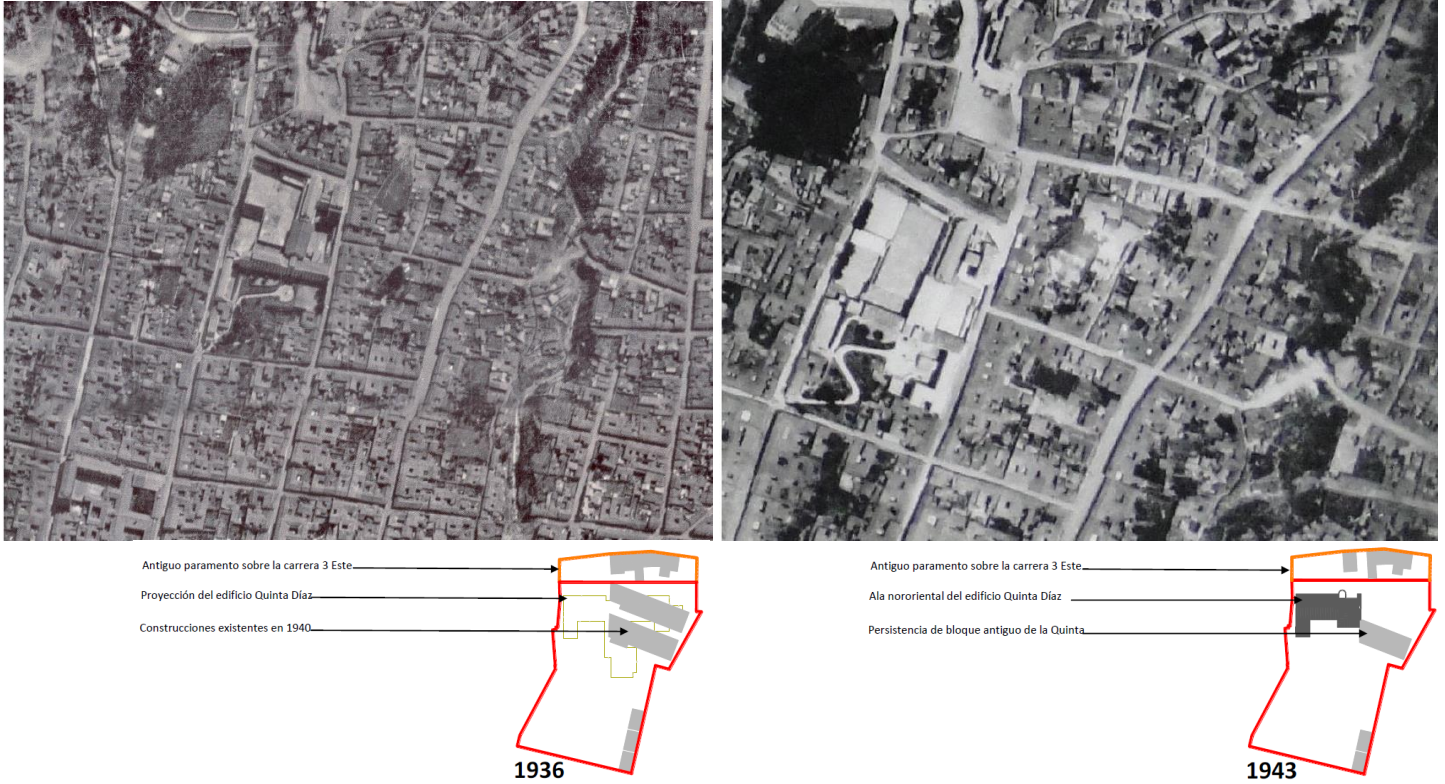 Antiguo paramento sobre la carrera 3 Este
Proyección del edificio Quinta Díaz
Construcciones existentes en 1940
1936
Antiguo paramento sobre la carrera 3 Este
Ala nororiental del edificio Quinta Díaz
Persistencia de bloque antiguo de la Quinta
1943